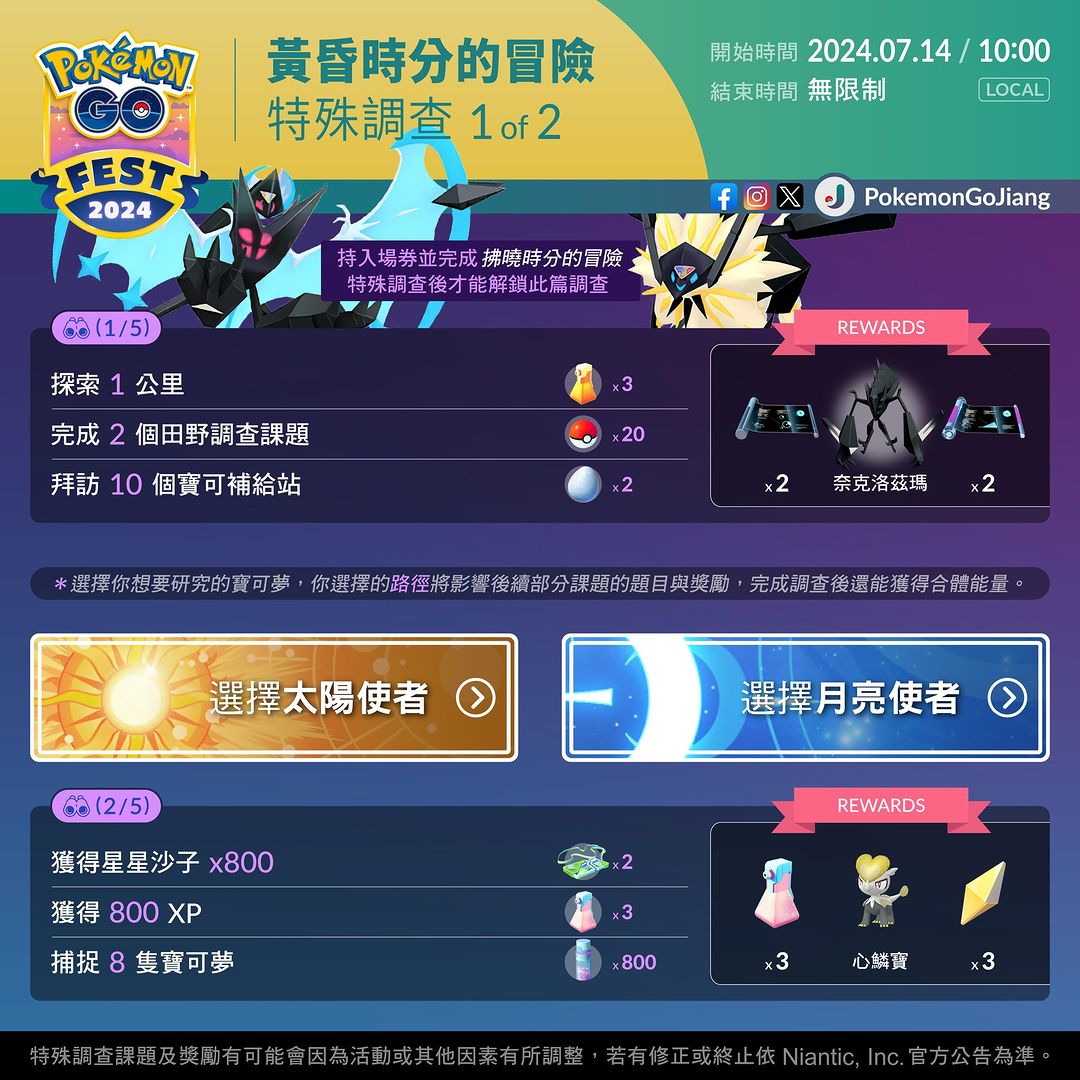 Pokémon
GO
FEST
2024
黃昏時分的冒險
特殊調查 1 of 2
開始時間 2024.07.14 / 10:00
結束時間 無限制
LOCAL
PokemonGoJiang
持入場券並完成 拂曉時分的冒險
特殊調查後才能解鎖此篇調查
(1/5)
探索 1 公里
x3
完成 2 個田野調查課題
x20
拜訪 10 個寶可補給站
x2
REWARDS
x2
奈克洛茲瑪
x2
*選擇你想要研究的寶可夢，你選擇的路徑將影響後續部分課題的題目與獎勵，完成調查後還能獲得合體能量。
選擇太陽使者
選擇月亮使者
(2/5)
獲得星星沙子 x800
x2
獲得 800 XP
x3
捕捉 8 隻寶可夢
x800
REWARDS
x3
心鱗寶
x3
特殊調查課題及獎勵有可能會因為活動或其他因素有所調整，若有修正或終止依 Niantic, Inc. 官方公告為準。